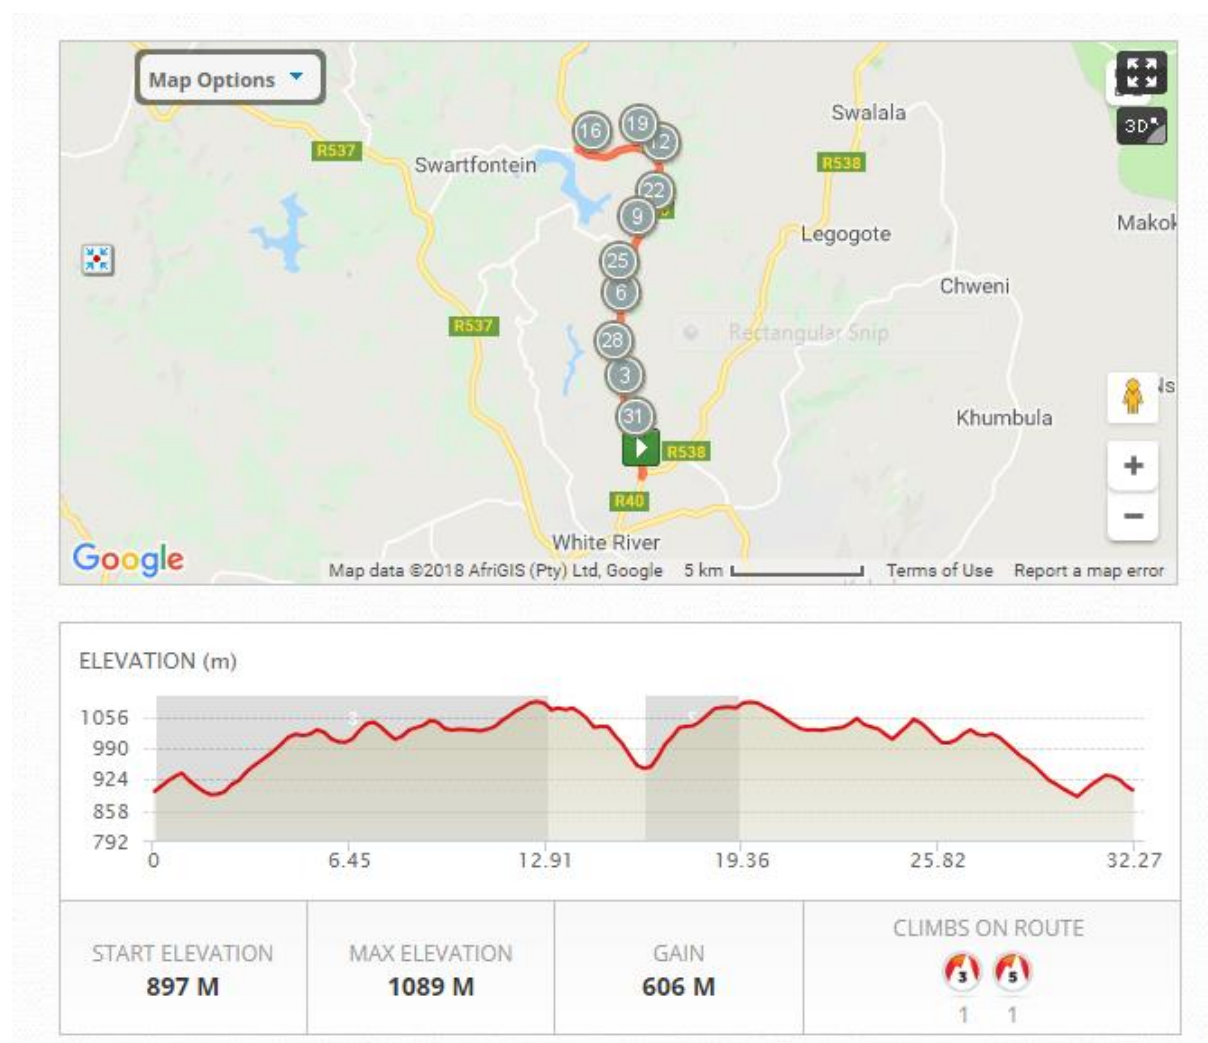 Map Options
Swalala
3D
16
19
12
R537
Swartfontein
R538
22
9
Makok
Legogote
25
6
Chweni
R537
28
Rectangular Snip
3
31
Khumbula
R538
+
R40
−
White River
Google
Map data ©2018 AfriGIS (Pty) Ltd, Google 5 km Terms of Use Report a map error
ELEVATION (m)
1056
990
924
858
792
3
5
0 6.45 12.91 19.36 25.82 32.27
START ELEVATION
897 M
MAX ELEVATION
1089 M
GAIN
606 M
CLIMBS ON ROUTE
3 5
1 1